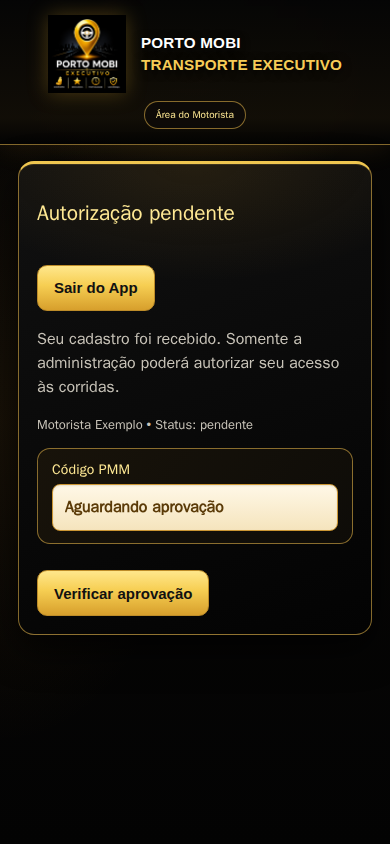 PORTO MOBI
EXECUTIVO
PORTO MOBI
TRANSPORTE EXECUTIVO
Área do Motorista
Autorização pendente
Sair do App
Seu cadastro foi recebido. Somente a
administração poderá autorizar seu acesso
às corridas.
Motorista Exemplo • Status: pendente
Código PMM
Aguardando aprovação
Verificar aprovação